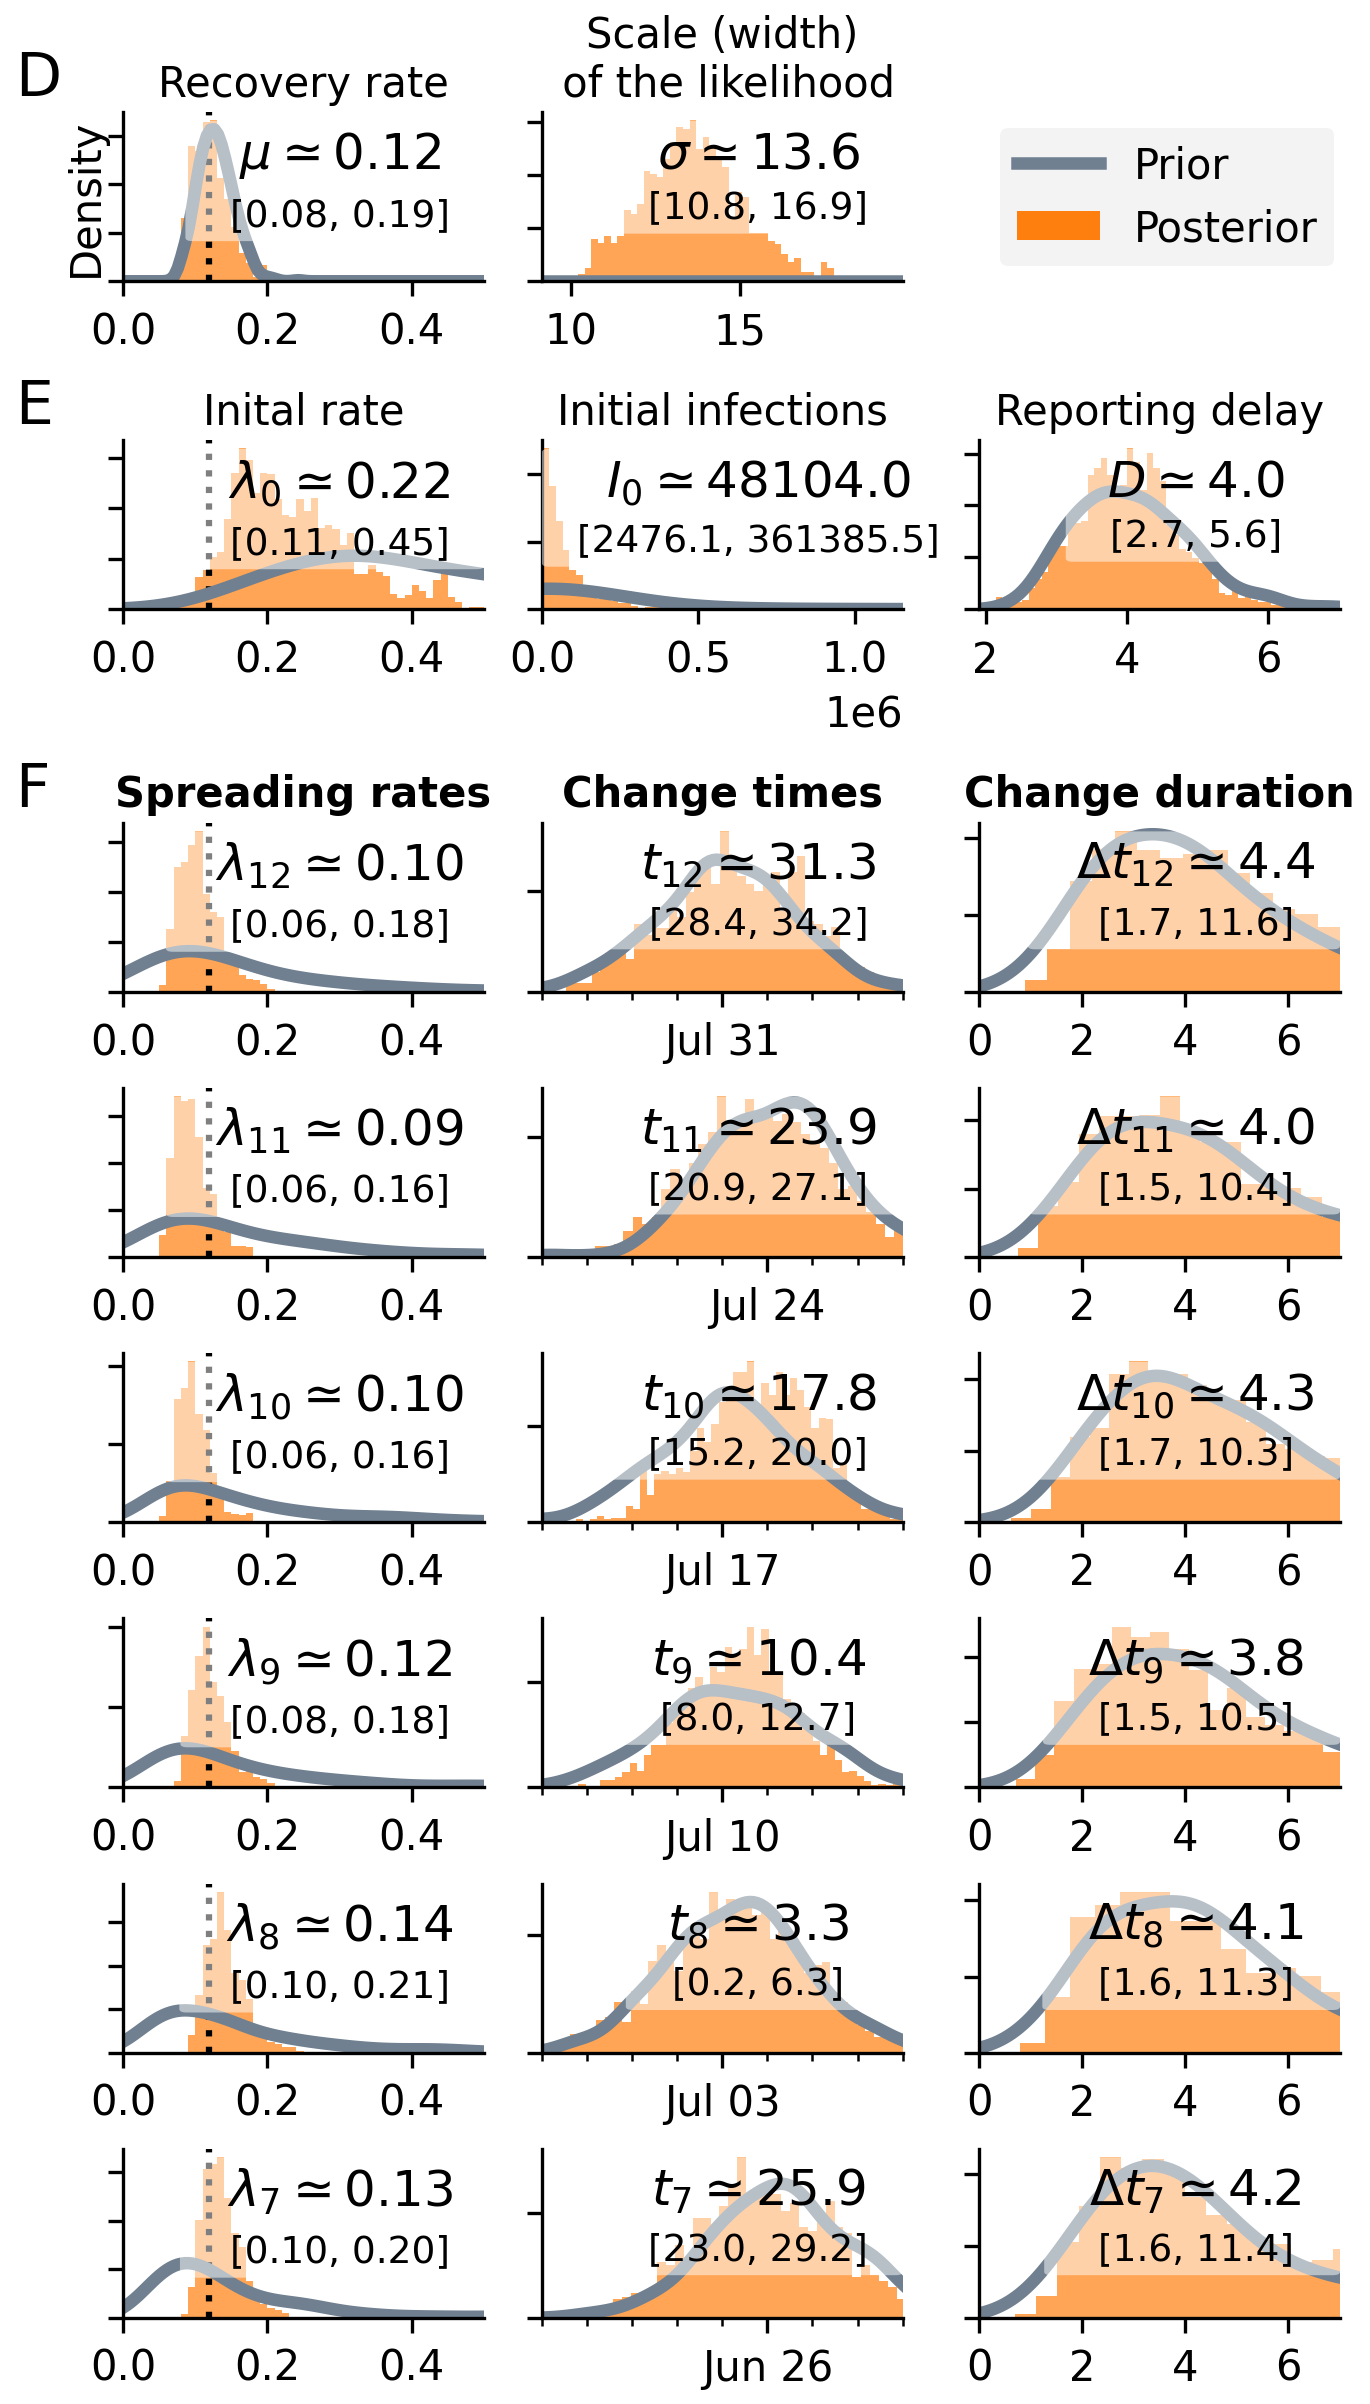 D
Recovery rate
Scale (width)
of the likelihood
Density
μ ≃ 0.12
[0.08, 0.19]
0.0 0.2 0.4
σ ≃ 13.6
[10.8, 16.9]
10 15
Prior
Posterior
E
Inital rate
Initial infections
Reporting delay
λ₀ ≃ 0.22
[0.11, 0.45]
0.0 0.2 0.4
I₀ ≃ 48104.0
[2476.1, 361385.5]
0.0 0.5 1.0
1e6
D ≃ 4.0
[2.7, 5.6]
2 4 6
F
Spreading rates
Change times
Change duration
λ₁₂ ≃ 0.10
[0.06, 0.18]
0.0 0.2 0.4
t₁₂ ≃ 31.3
[28.4, 34.2]
Jul 31
Δt₁₂ ≃ 4.4
[1.7, 11.6]
0 2 4 6
λ₁₁ ≃ 0.09
[0.06, 0.16]
0.0 0.2 0.4
t₁₁ ≃ 23.9
[20.9, 27.1]
Jul 24
Δt₁₁ ≃ 4.0
[1.5, 10.4]
0 2 4 6
λ₁₀ ≃ 0.10
[0.06, 0.16]
0.0 0.2 0.4
t₁₀ ≃ 17.8
[15.2, 20.0]
Jul 17
Δt₁₀ ≃ 4.3
[1.7, 10.3]
0 2 4 6
λ₉ ≃ 0.12
[0.08, 0.18]
0.0 0.2 0.4
t₉ ≃ 10.4
[8.0, 12.7]
Jul 10
Δt₉ ≃ 3.8
[1.5, 10.5]
0 2 4 6
λ₈ ≃ 0.14
[0.10, 0.21]
0.0 0.2 0.4
t₈ ≃ 3.3
[0.2, 6.3]
Jul 03
Δt₈ ≃ 4.1
[1.6, 11.3]
0 2 4 6
λ₇ ≃ 0.13
[0.10, 0.20]
0.0 0.2 0.4
t₇ ≃ 25.9
[23.0, 29.2]
Jun 26
Δt₇ ≃ 4.2
[1.6, 11.4]
0 2 4 6